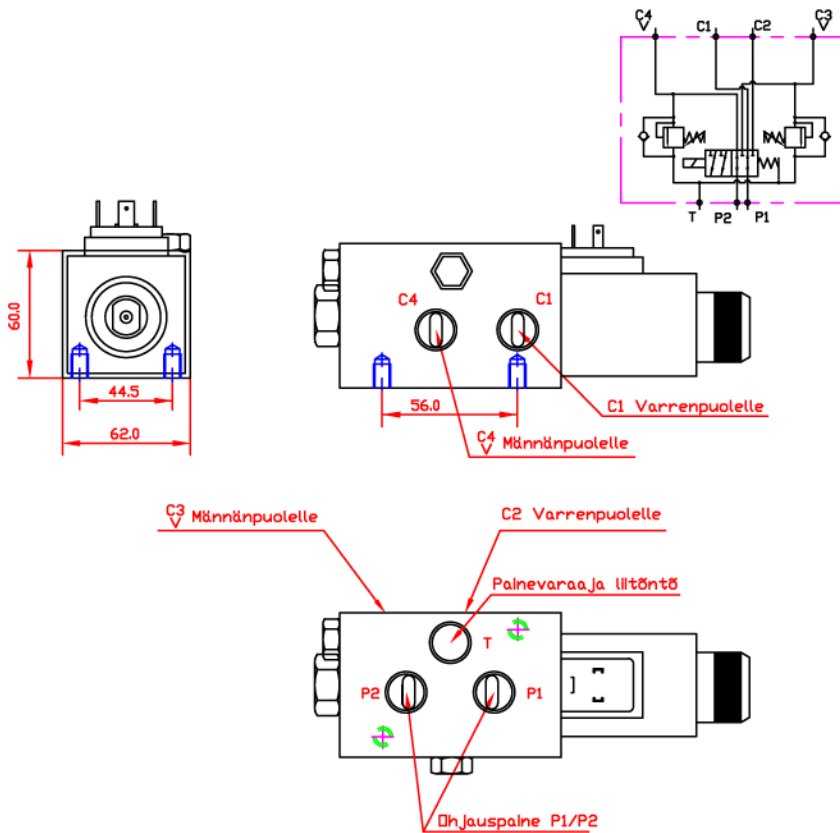 C4 C1 C2 C3
V V
T P2 P1
60.0
44.5
62.0
C4 C1
56.0
C1 Varrenpuolelle
C4
V Männänpuolelle
C3
V Männänpuolelle
C2 Varrenpuolelle
Painevaraaja liitöntö
T
P2 P1
Ohjauspaine P1/P2